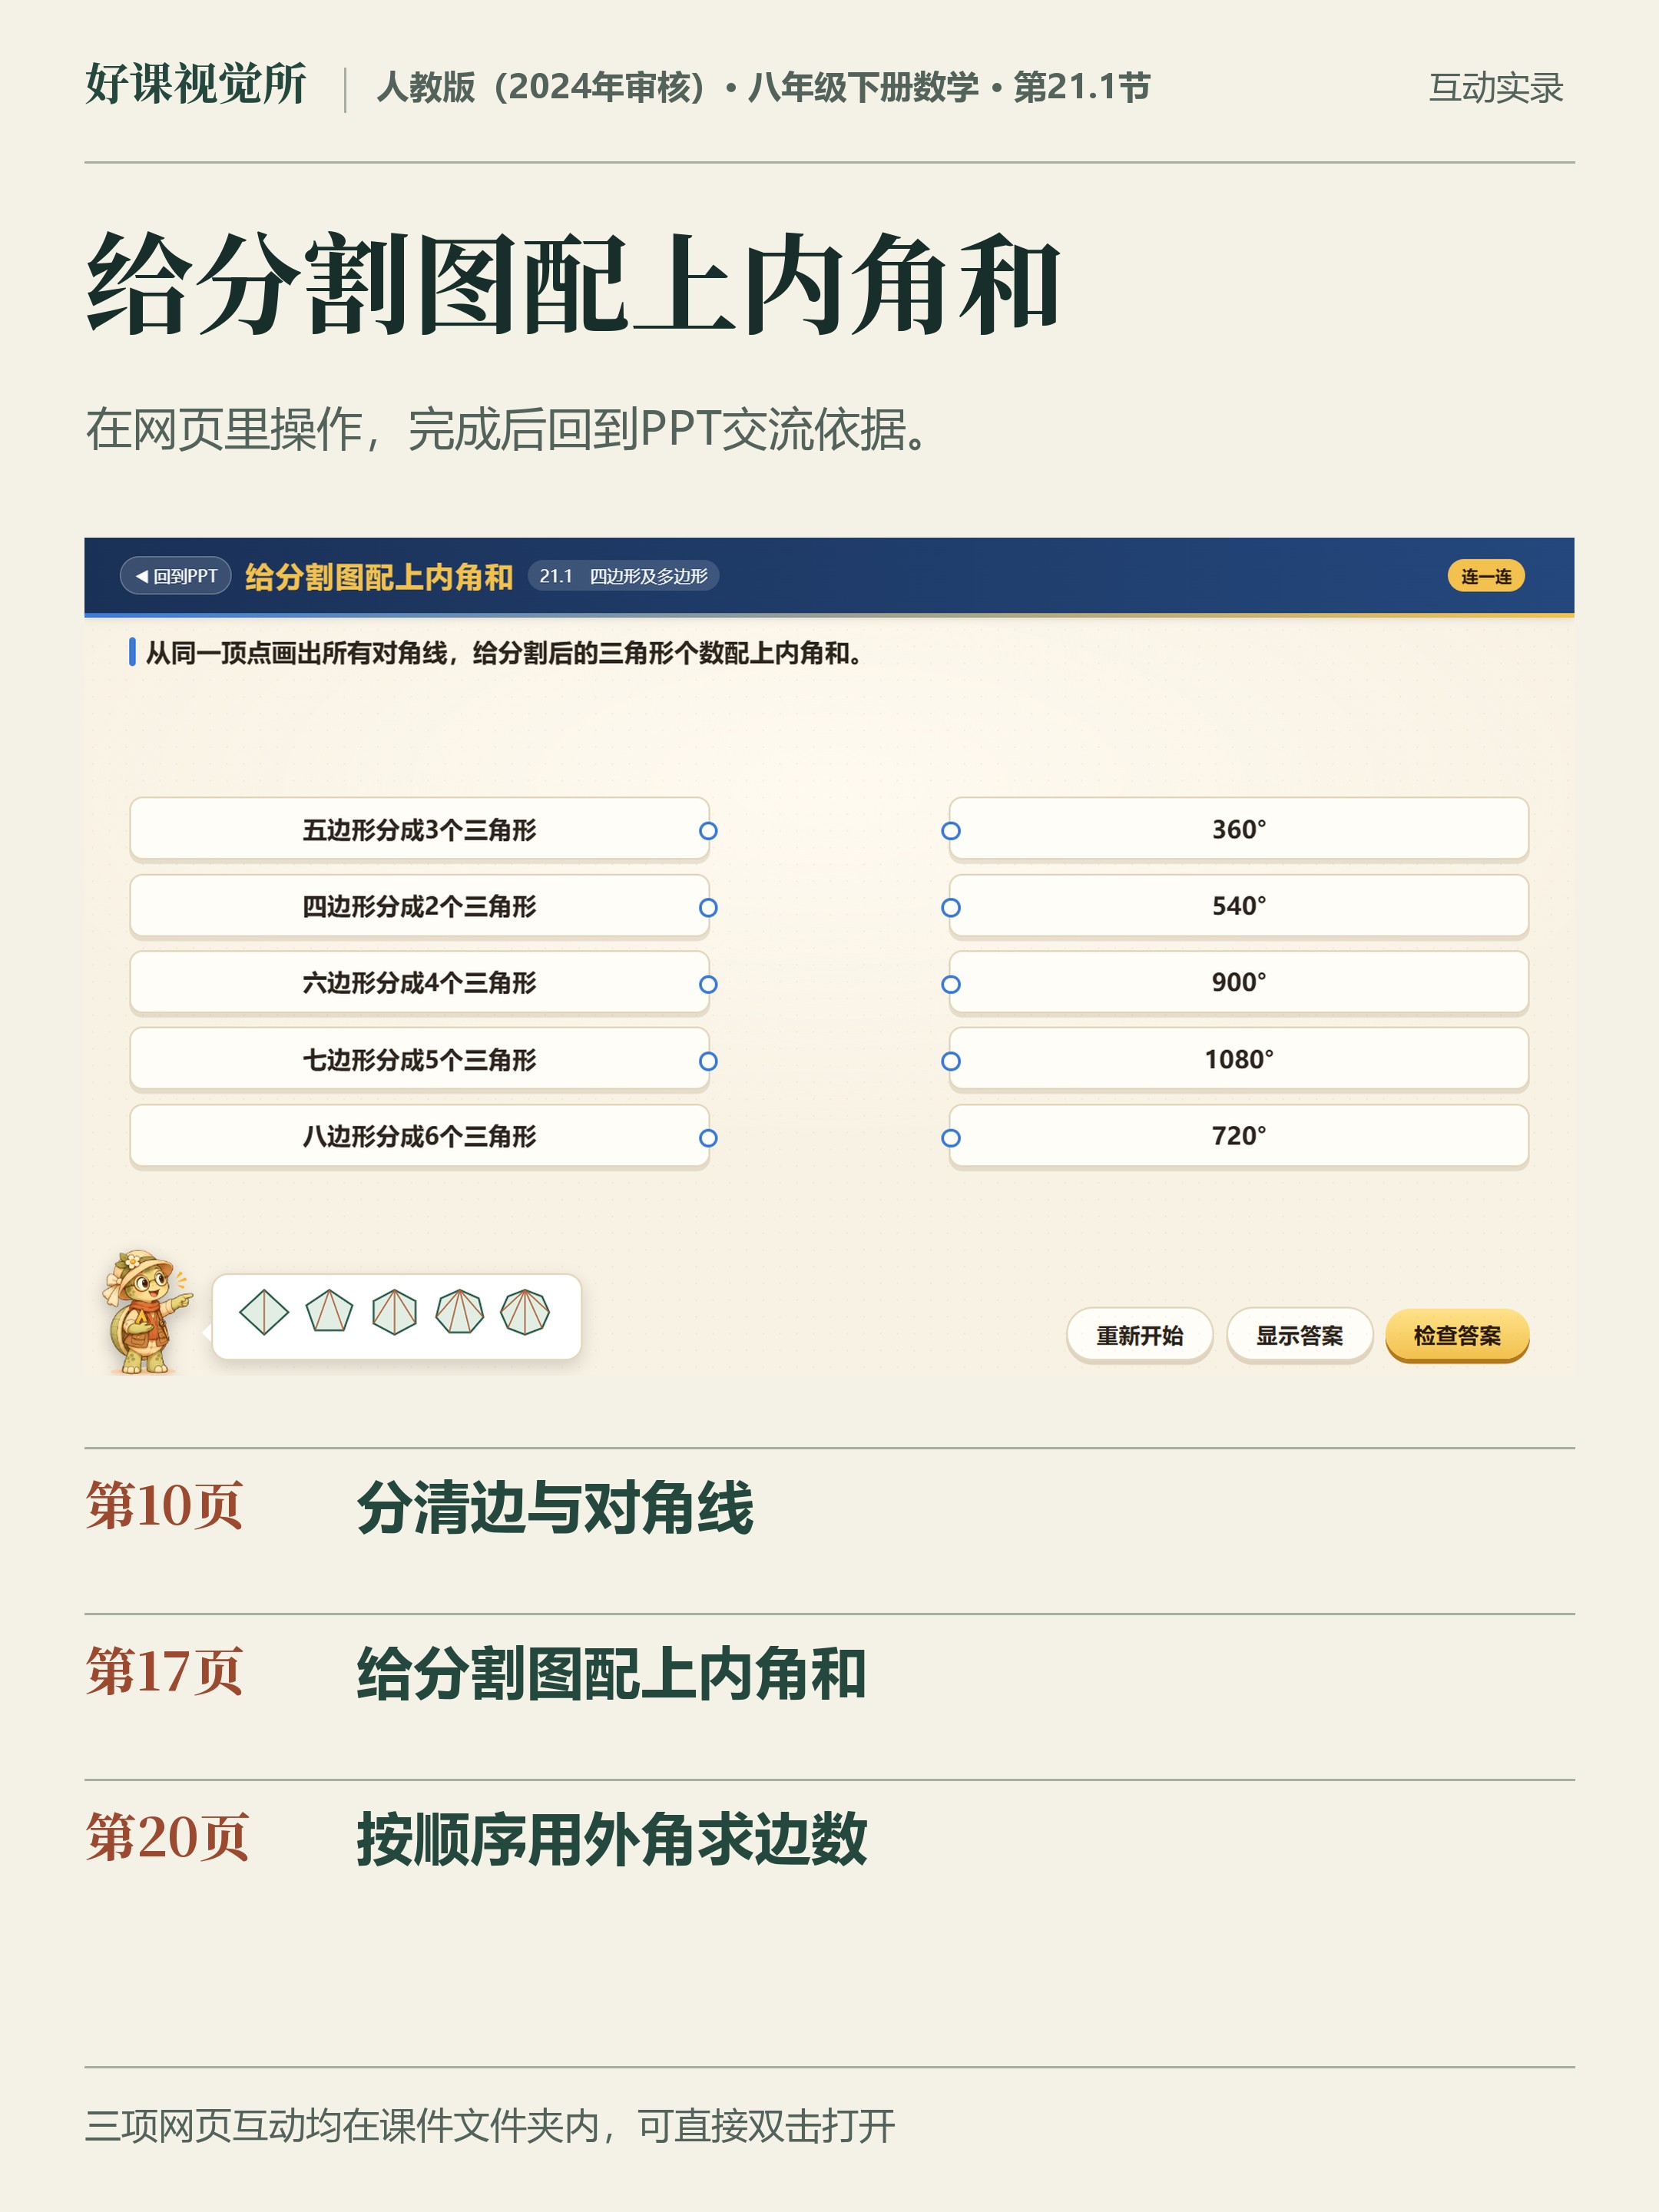 好课视觉所
人教版（2024年审核）·八年级下册数学·第21.1节
互动实录
给分割图配上内角和
在网页里操作，完成后回到PPT交流依据。
◀ 回到PPT
给分割图配上内角和
21.1 四边形及多边形
连一连
从同一顶点画出所有对角线，给分割后的三角形个数配上内角和。
五边形分成3个三角形
360°
四边形分成2个三角形
540°
六边形分成4个三角形
900°
七边形分成5个三角形
1080°
八边形分成6个三角形
720°
重新开始
显示答案
检查答案
第10页 分清边与对角线
第17页 给分割图配上内角和
第20页 按顺序用外角求边数
三项网页互动均在课件文件夹内，可直接双击打开